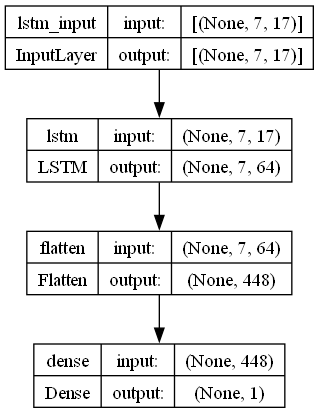 lstm_input input: [(None, 7, 17)]
InputLayer output: [(None, 7, 17)]
lstm input: (None, 7, 17)
LSTM output: (None, 7, 64)
flatten input: (None, 7, 64)
Flatten output: (None, 448)
dense input: (None, 448)
Dense output: (None, 1)